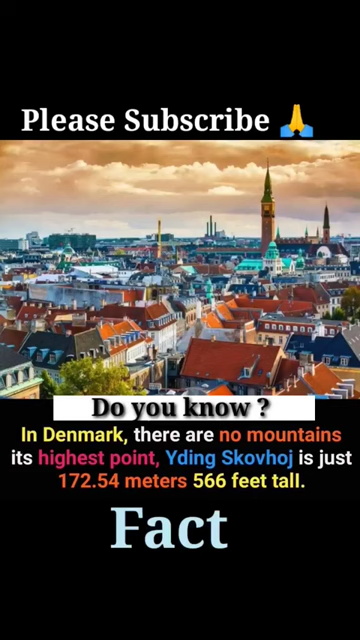 Please Subscribe 🙏
Do you know ?
In Denmark, there are no mountains
its highest point, Yding Skovhoj is just
172.54 meters 566 feet tall.
Fact